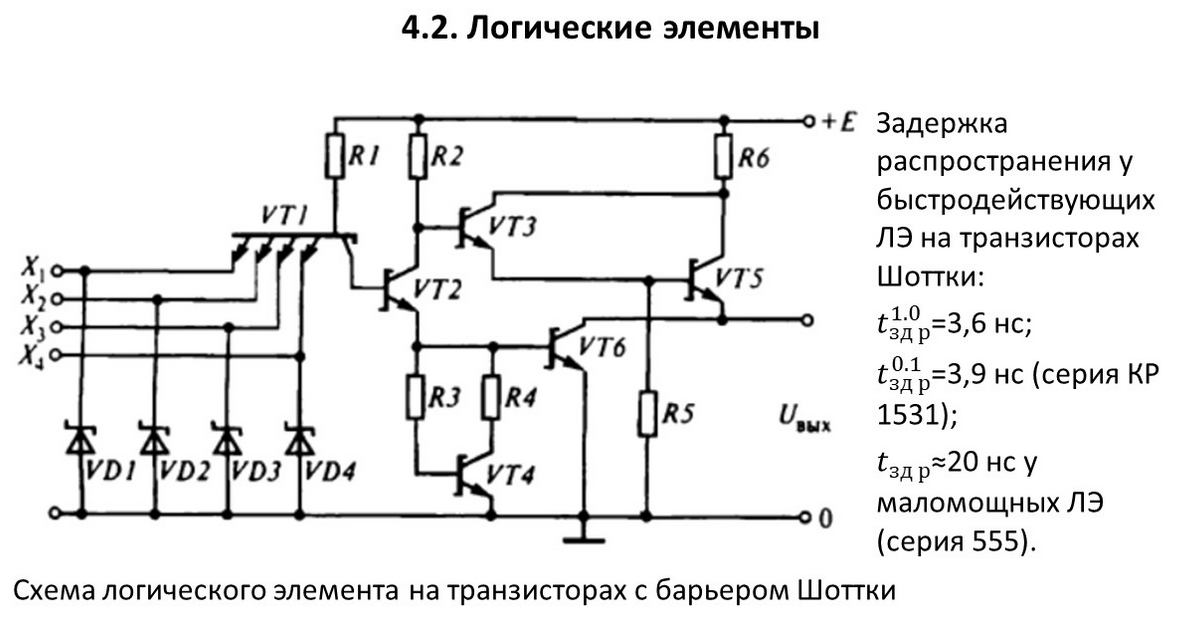 4.2. Логические элементы
+E
R1
R2
R6
VT1
VT3
X1
X2
X3
X4
VT2
VT5
VT6
R3
R4
R5
Uвых
VD1
VD2
VD3
VD4
VT4
0
Задержка
распространения у
быстродействующих
ЛЭ на транзисторах
Шоттки:
t¹·⁰зд р=3,6 нс;
t⁰·¹зд р=3,9 нс (серия КР
1531);
tзд р≈20 нс у
маломощных ЛЭ
(серия 555).
Схема логического элемента на транзисторах с барьером Шоттки